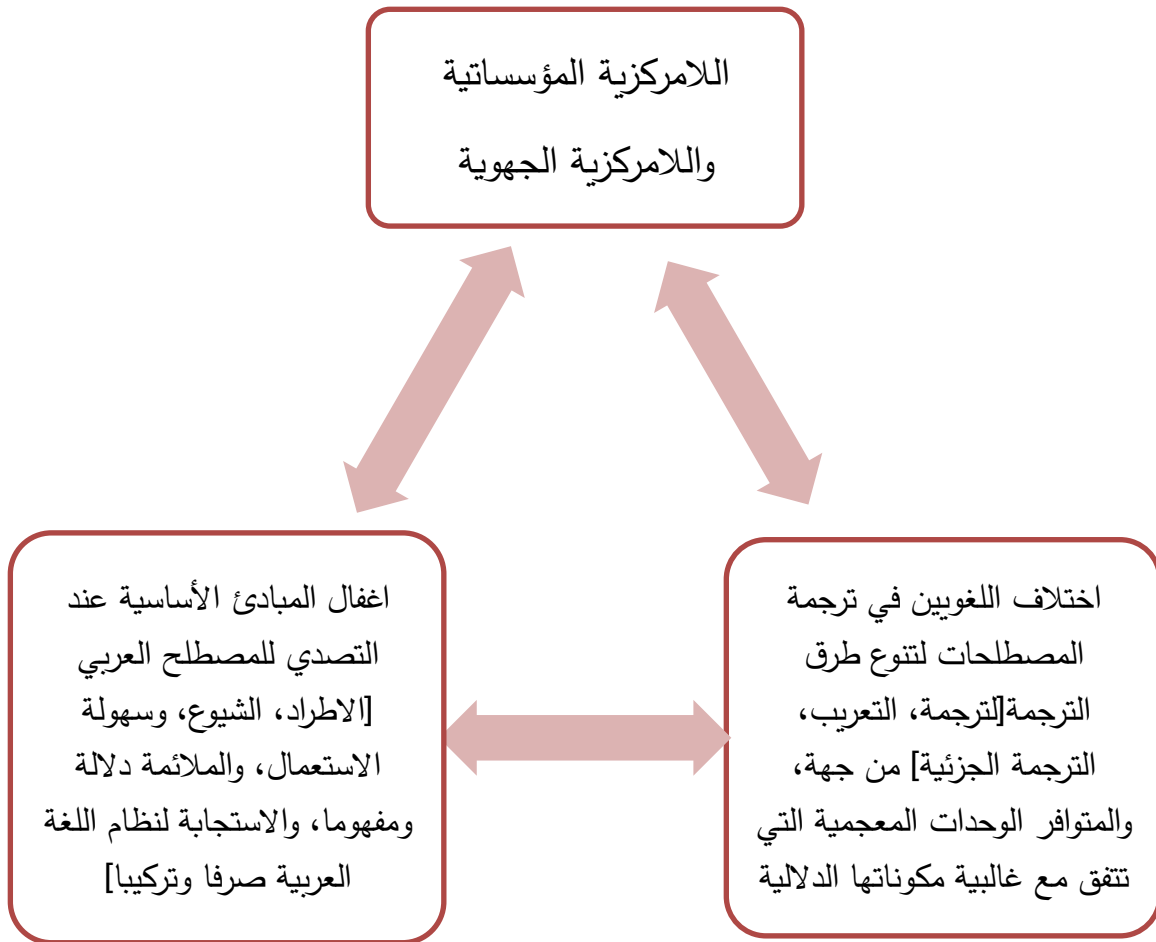 اللامركزية المؤسساتية
واللامركزية الجهوية
اختلاف اللغويين في ترجمة
المصطلحات لتنوع طرق
الترجمة[لترجمة، التعريب،
الترجمة الجزئية] من جهة،
والمتوافر الوحدات المعجمية التي
تتفق مع غالبية مكوناتها الدلالية
اغفال المبادئ الأساسية عند
التصدي للمصطلح العربي
[الاطراد، الشيوع، وسهولة
الاستعمال، والملائمة دلالة
ومفهوما، والاستجابة لنظام اللغة
العربية صرفا وتركيبا]